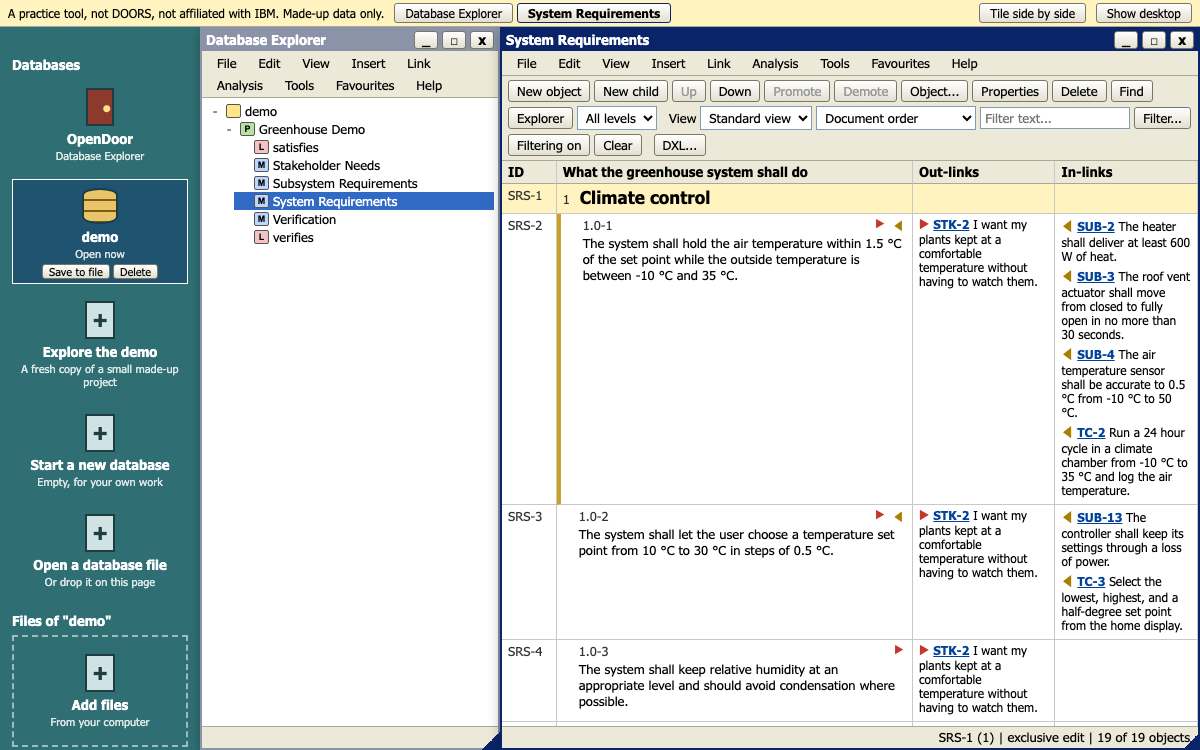 A practice tool, not DOORS, not affiliated with IBM. Made-up data only. Database Explorer System Requirements Tile side by side Show desktop
Databases
OpenDoor
Database Explorer
demo
Open now
Save to file Delete
Explore the demo
A fresh copy of a small made-up
project
Start a new database
Empty, for your own work
Open a database file
Or drop it on this page
Files of "demo"
Add files
From your computer
Database Explorer
File Edit View Insert Link
Analysis Tools Favourites Help
- demo
- P Greenhouse Demo
L satisfies
M Stakeholder Needs
M Subsystem Requirements
M System Requirements
M Verification
L verifies
System Requirements
File Edit View Insert Link Analysis Tools Favourites Help
New object New child Up Down Promote Demote Object... Properties Delete Find
Explorer All levels View Standard view Document order Filter text... Filter...
Filtering on Clear DXL...
ID What the greenhouse system shall do Out-links In-links
SRS-1 1 Climate control
SRS-2 1.0-1
The system shall hold the air temperature within 1.5 °C
of the set point while the outside temperature is
between -10 °C and 35 °C.
STK-2 I want my
plants kept at a
comfortable
temperature without
having to watch them.
SUB-2 The heater
shall deliver at least 600
W of heat.
SUB-3 The roof vent
actuator shall move
from closed to fully
open in no more than
30 seconds.
SUB-4 The air
temperature sensor
shall be accurate to 0.5
°C from -10 °C to 50
°C.
TC-2 Run a 24 hour
cycle in a climate
chamber from -10 °C to
35 °C and log the air
temperature.
SRS-3 1.0-2
The system shall let the user choose a temperature set
point from 10 °C to 30 °C in steps of 0.5 °C.
STK-2 I want my
plants kept at a
comfortable
temperature without
having to watch them.
SUB-13 The
controller shall keep its
settings through a loss
of power.
TC-3 Select the
lowest, highest, and a
half-degree set point
from the home display.
SRS-4 1.0-3
The system shall keep relative humidity at an
appropriate level and should avoid condensation where
possible.
STK-2 I want my
plants kept at a
comfortable
temperature without
having to watch them.
SRS-1 (1) | exclusive edit | 19 of 19 objects